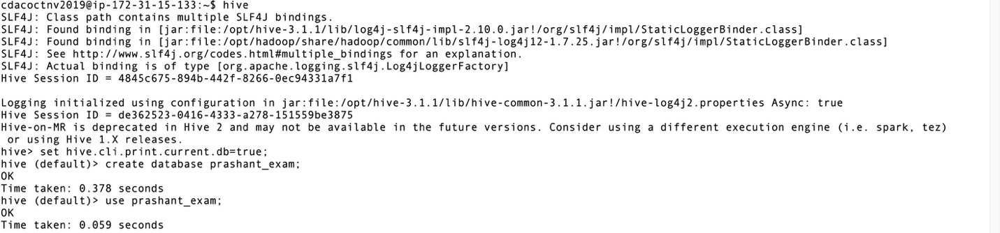 cdacoctnv2019@ip-172-31-15-133:~$ hive
SLF4J: Class path contains multiple SLF4J bindings.
SLF4J: Found binding in [jar:file:/opt/hive-3.1.1/lib/log4j-slf4j-impl-2.10.0.jar!/org/slf4j/impl/StaticLoggerBinder.class]
SLF4J: Found binding in [jar:file:/opt/hadoop/share/hadoop/common/lib/slf4j-log4j12-1.7.25.jar!/org/slf4j/impl/StaticLoggerBinder.class]
SLF4J: See http://www.slf4j.org/codes.html#multiple_bindings for an explanation.
SLF4J: Actual binding is of type [org.apache.logging.slf4j.Log4jLoggerFactory]
Hive Session ID = 4845c675-894b-442f-8266-0ec94331a7f1
Logging initialized using configuration in jar:file:/opt/hive-3.1.1/lib/hive-common-3.1.1.jar!/hive-log4j2.properties Async: true
Hive Session ID = de362523-0416-4333-a278-151559be3875
Hive-on-MR is deprecated in Hive 2 and may not be available in the future versions. Consider using a different execution engine (i.e. spark, tez)
 or using Hive 1.X releases.
hive> set hive.cli.print.current.db=true;
hive (default)> create database prashant_exam;
OK
Time taken: 0.378 seconds
hive (default)> use prashant_exam;
OK
Time taken: 0.059 seconds